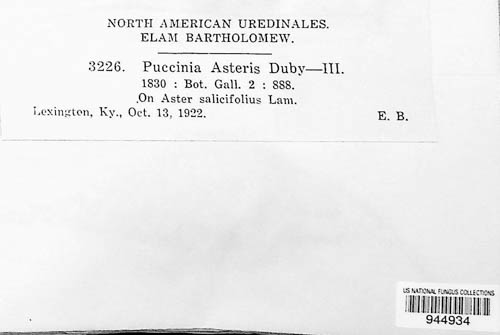 NORTH AMERICAN UREDINALES.
ELAM BARTHOLOMEW.
3226. Puccinia Asteris Duby—III.
1830 : Bot. Gall. 2 : 888.
On Aster salicifolius Lam.
Lexington, Ky., Oct. 13, 1922. E. B.
US NATIONAL FUNGUS COLLECTIONS
944934